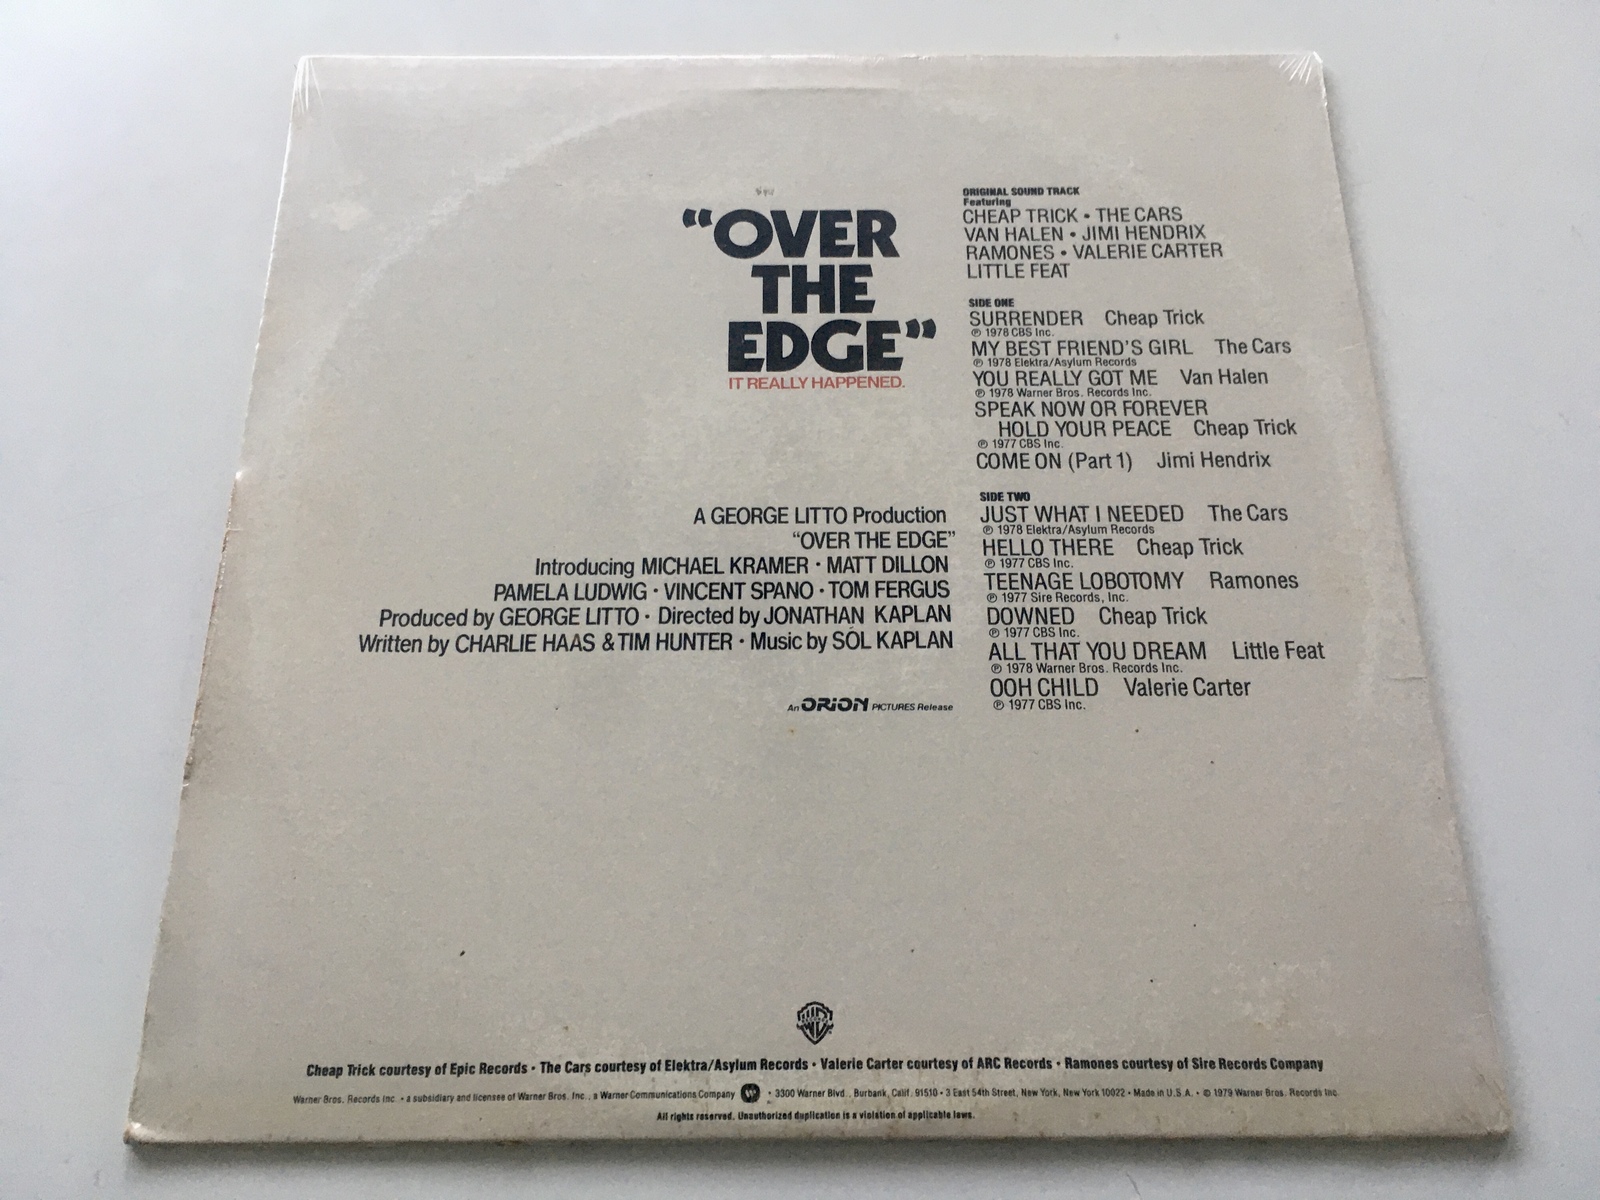 "OVER
THE
EDGE"
IT REALLY HAPPENED.
A GEORGE LITTO Production
"OVER THE EDGE"
Introducing MICHAEL KRAMER · MATT DILLON
PAMELA LUDWIG · VINCENT SPANO · TOM FERGUS
Produced by GEORGE LITTO · Directed by JONATHAN KAPLAN
Written by CHARLIE HAAS & TIM HUNTER · Music by SOL KAPLAN
An ORION PICTURES Release
ORIGINAL SOUND TRACK
Featuring
CHEAP TRICK • THE CARS
VAN HALEN • JIMI HENDRIX
RAMONES • VALERIE CARTER
LITTLE FEAT
SIDE ONE
SURRENDER Cheap Trick
℗ 1978 CBS Inc.
MY BEST FRIEND'S GIRL The Cars
℗ 1978 Elektra/Asylum Records
YOU REALLY GOT ME Van Halen
℗ 1978 Warner Bros. Records Inc.
SPEAK NOW OR FOREVER
HOLD YOUR PEACE Cheap Trick
℗ 1977 CBS Inc.
COME ON (Part 1) Jimi Hendrix
SIDE TWO
JUST WHAT I NEEDED The Cars
℗ 1978 Elektra/Asylum Records
HELLO THERE Cheap Trick
℗ 1977 CBS Inc.
TEENAGE LOBOTOMY Ramones
℗ 1977 Sire Records, Inc.
DOWNED Cheap Trick
℗ 1977 CBS Inc.
ALL THAT YOU DREAM Little Feat
℗ 1978 Warner Bros. Records Inc.
OOH CHILD Valerie Carter
℗ 1977 CBS Inc.
Cheap Trick courtesy of Epic Records · The Cars courtesy of Elektra/Asylum Records · Valerie Carter courtesy of ARC Records · Ramones courtesy of Sire Records Company
Warner Bros. Records Inc. • a subsidiary and licensee of Warner Bros. Inc., a Warner Communications Company • 3300 Warner Blvd., Burbank, Calif. 91510 • 3 East 54th Street, New York, New York 10022 • Made in U.S.A. • © 1979 Warner Bros. Records Inc.
All rights reserved. Unauthorized duplication is a violation of applicable laws.